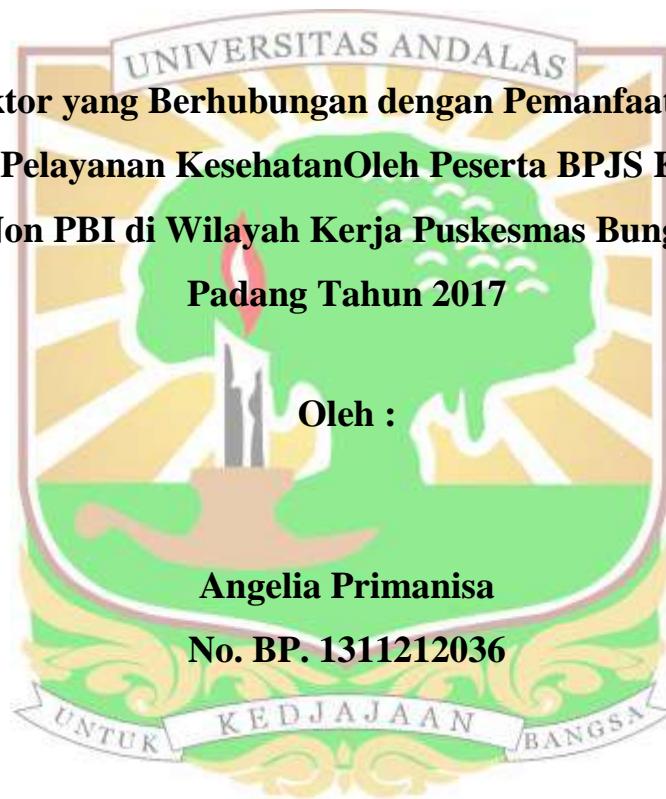 UNIVERSITAS ANDALAS
ktor yang Berhubungan dengan Pemanfaat
Pelayanan KesehatanOleh Peserta BPJS
on PBI di Wilayah Kerja Puskesmas Bung
Padang Tahun 2017
Oleh :
Angelia Primanisa
No. BP. 1311212036
UNTUK KEDJAJAAN BANGSA